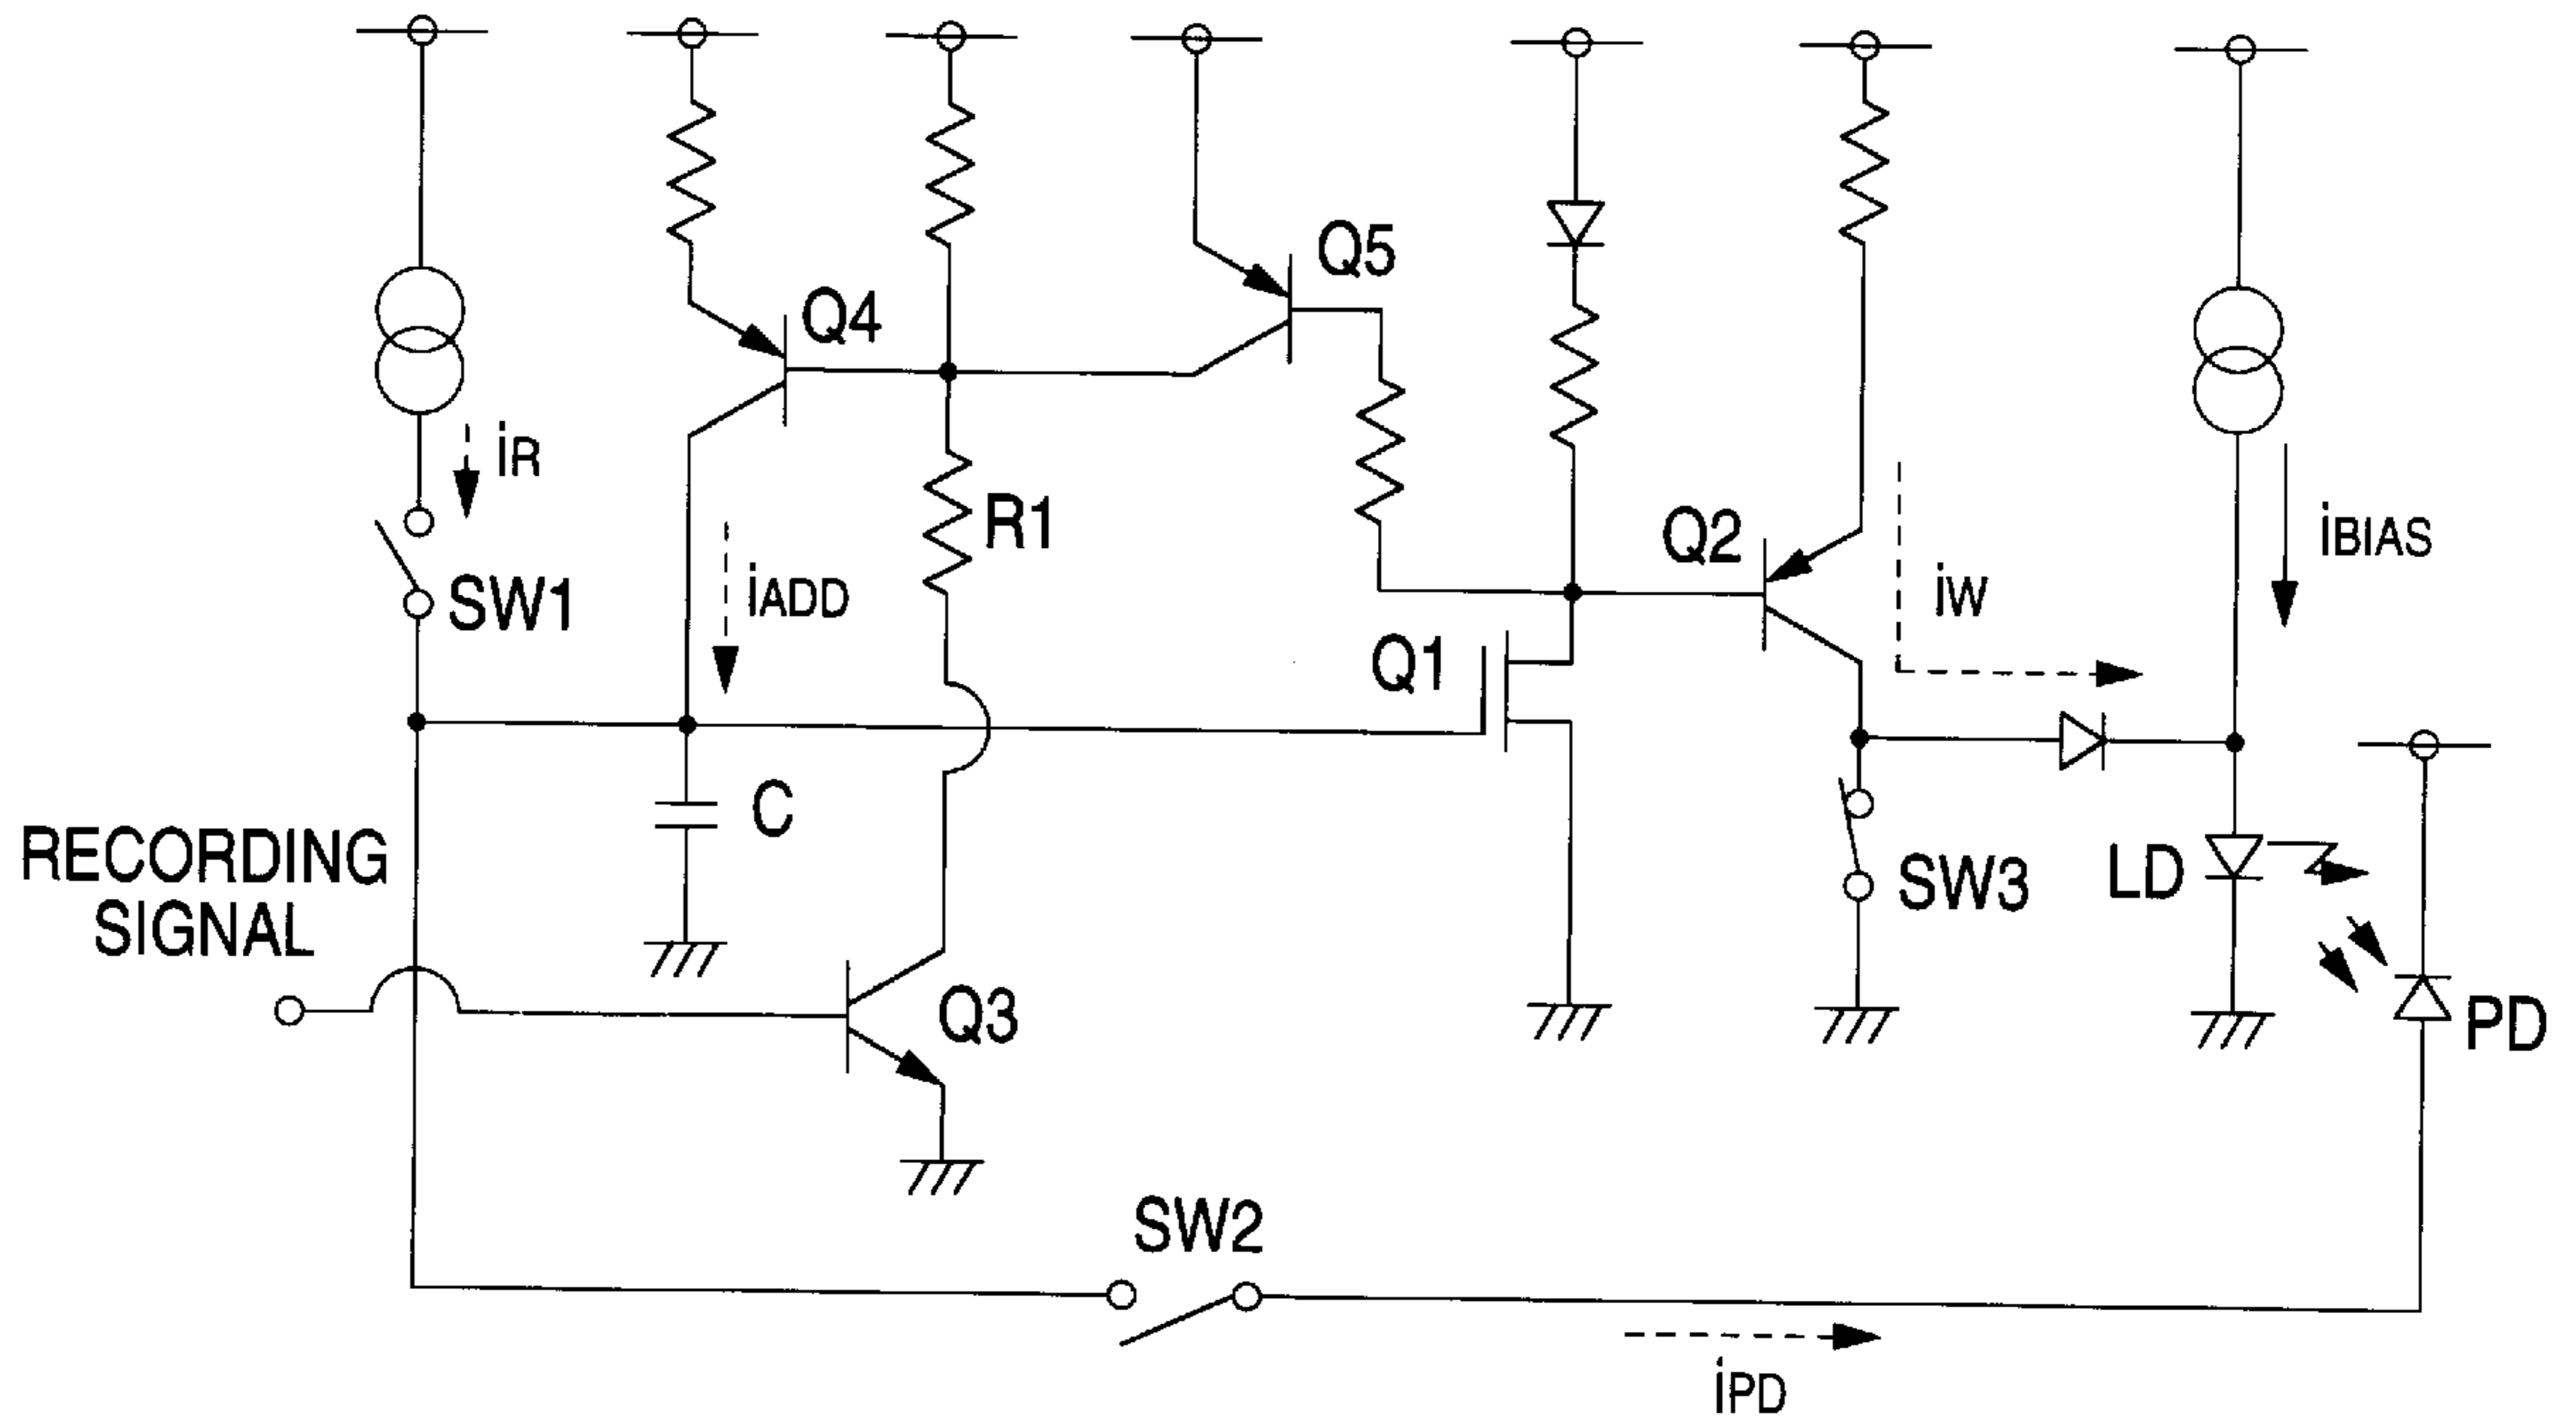 Q5
Q4
iR
R1
Q2
iBIAS
SW1
iADD
iW
Q1
C
RECORDING
SIGNAL
SW3
LD
Q3
PD
SW2
iPD